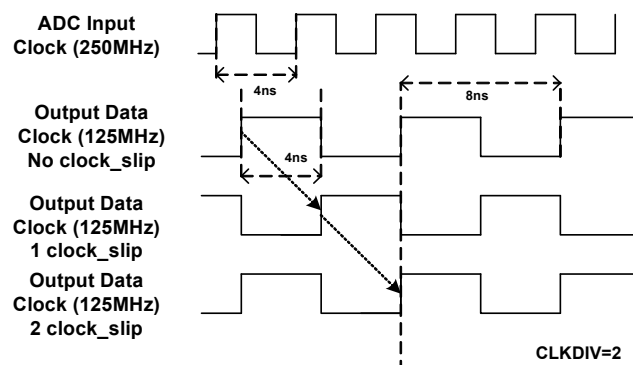 ADC Input
Clock (250MHz)
4ns
8ns
Output Data
Clock (125MHz)
No clock_slip
4ns
Output Data
Clock (125MHz)
1 clock_slip
Output Data
Clock (125MHz)
2 clock_slip
CLKDIV=2